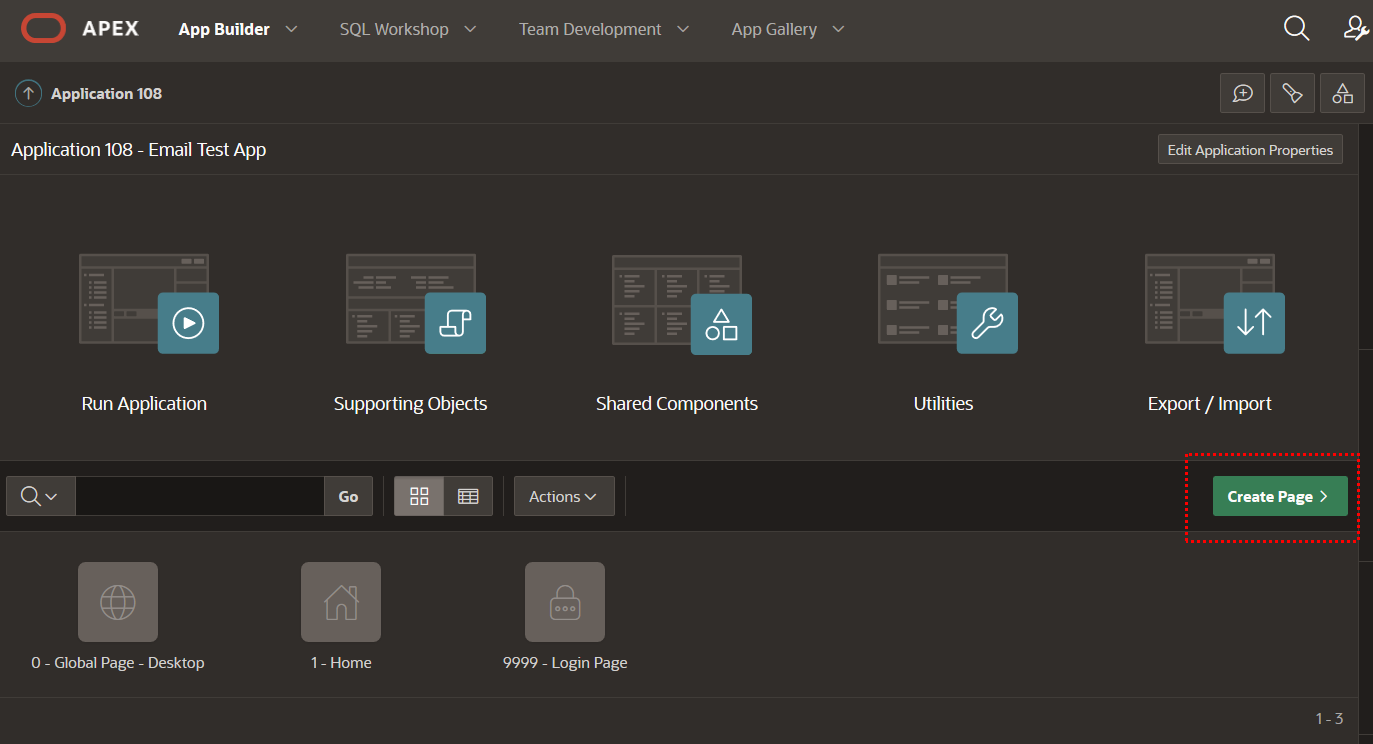 APEX App Builder SQL Workshop Team Development App Gallery
Application 108
Application 108 - Email Test App Edit Application Properties
Run Application Supporting Objects Shared Components Utilities Export / Import
Go Actions Create Page
0 - Global Page - Desktop 1 - Home 9999 - Login Page
1 - 3